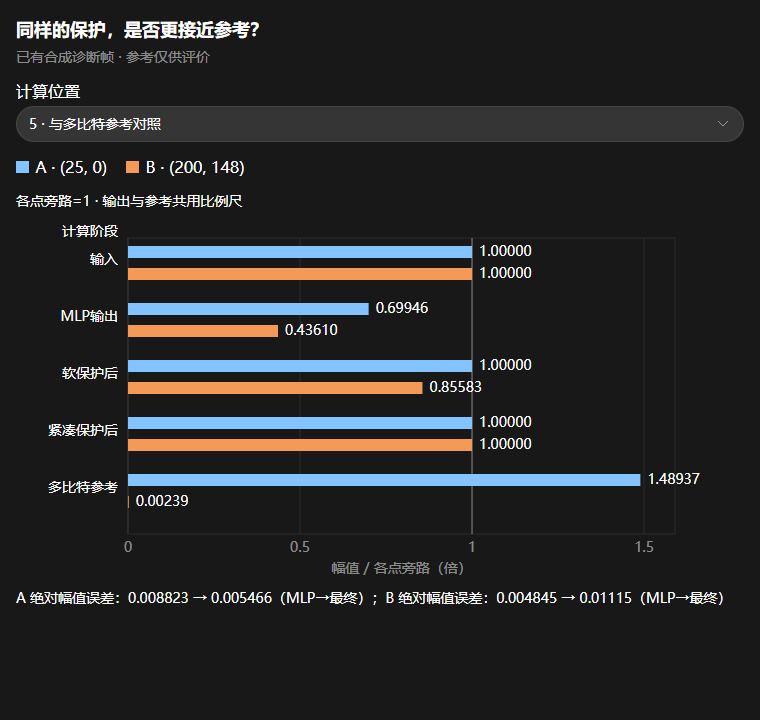 同样的保护，是否更接近参考？
已有合成诊断帧 · 参考仅供评价
计算位置
5 · 与多比特参考对照
A · (25, 0) B · (200, 148)
各点旁路=1 · 输出与参考共用比例尺
计算阶段
输入 1.00000
1.00000
MLP输出 0.69946
0.43610
软保护后 1.00000
0.85583
紧凑保护后 1.00000
1.00000
多比特参考 1.48937
0.00239
0 0.5 1 1.5
幅值 / 各点旁路（倍）
A 绝对幅值误差：0.008823 → 0.005466（MLP→最终）；B 绝对幅值误差：0.004845 → 0.01115（MLP→最终）